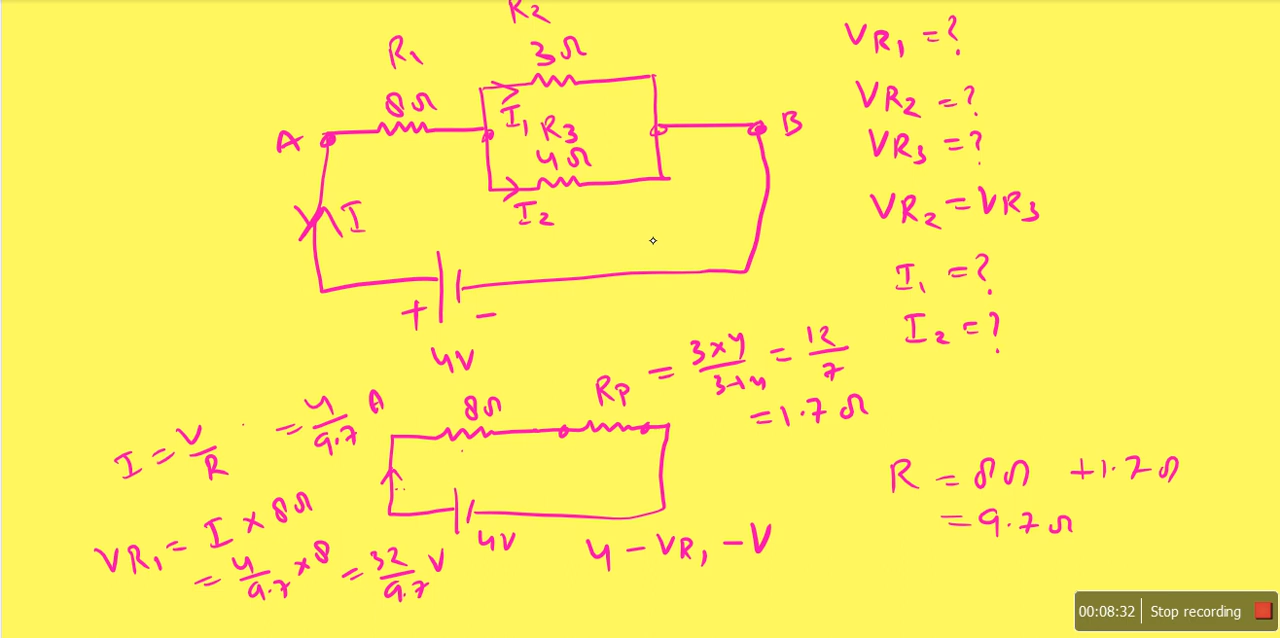 R2
R1
3Ω
8Ω
I1
R3
A
B
4Ω
I
I2
+ -
4V
VR1 = ?
VR2 = ?
VR3 = ?
VR2 = VR3
I1 = ?
I2 = ?
Rp = 3×4/3+4 = 12/7
= 1.7Ω
8Ω
4V
I = V/R = 4/9.7 A
VR1 = I × 8Ω
= 4/9.7 × 8 = 32/9.7 V
4 - VR1 - V
R = 8Ω + 1.7Ω
= 9.7Ω
00:08:32 Stop recording